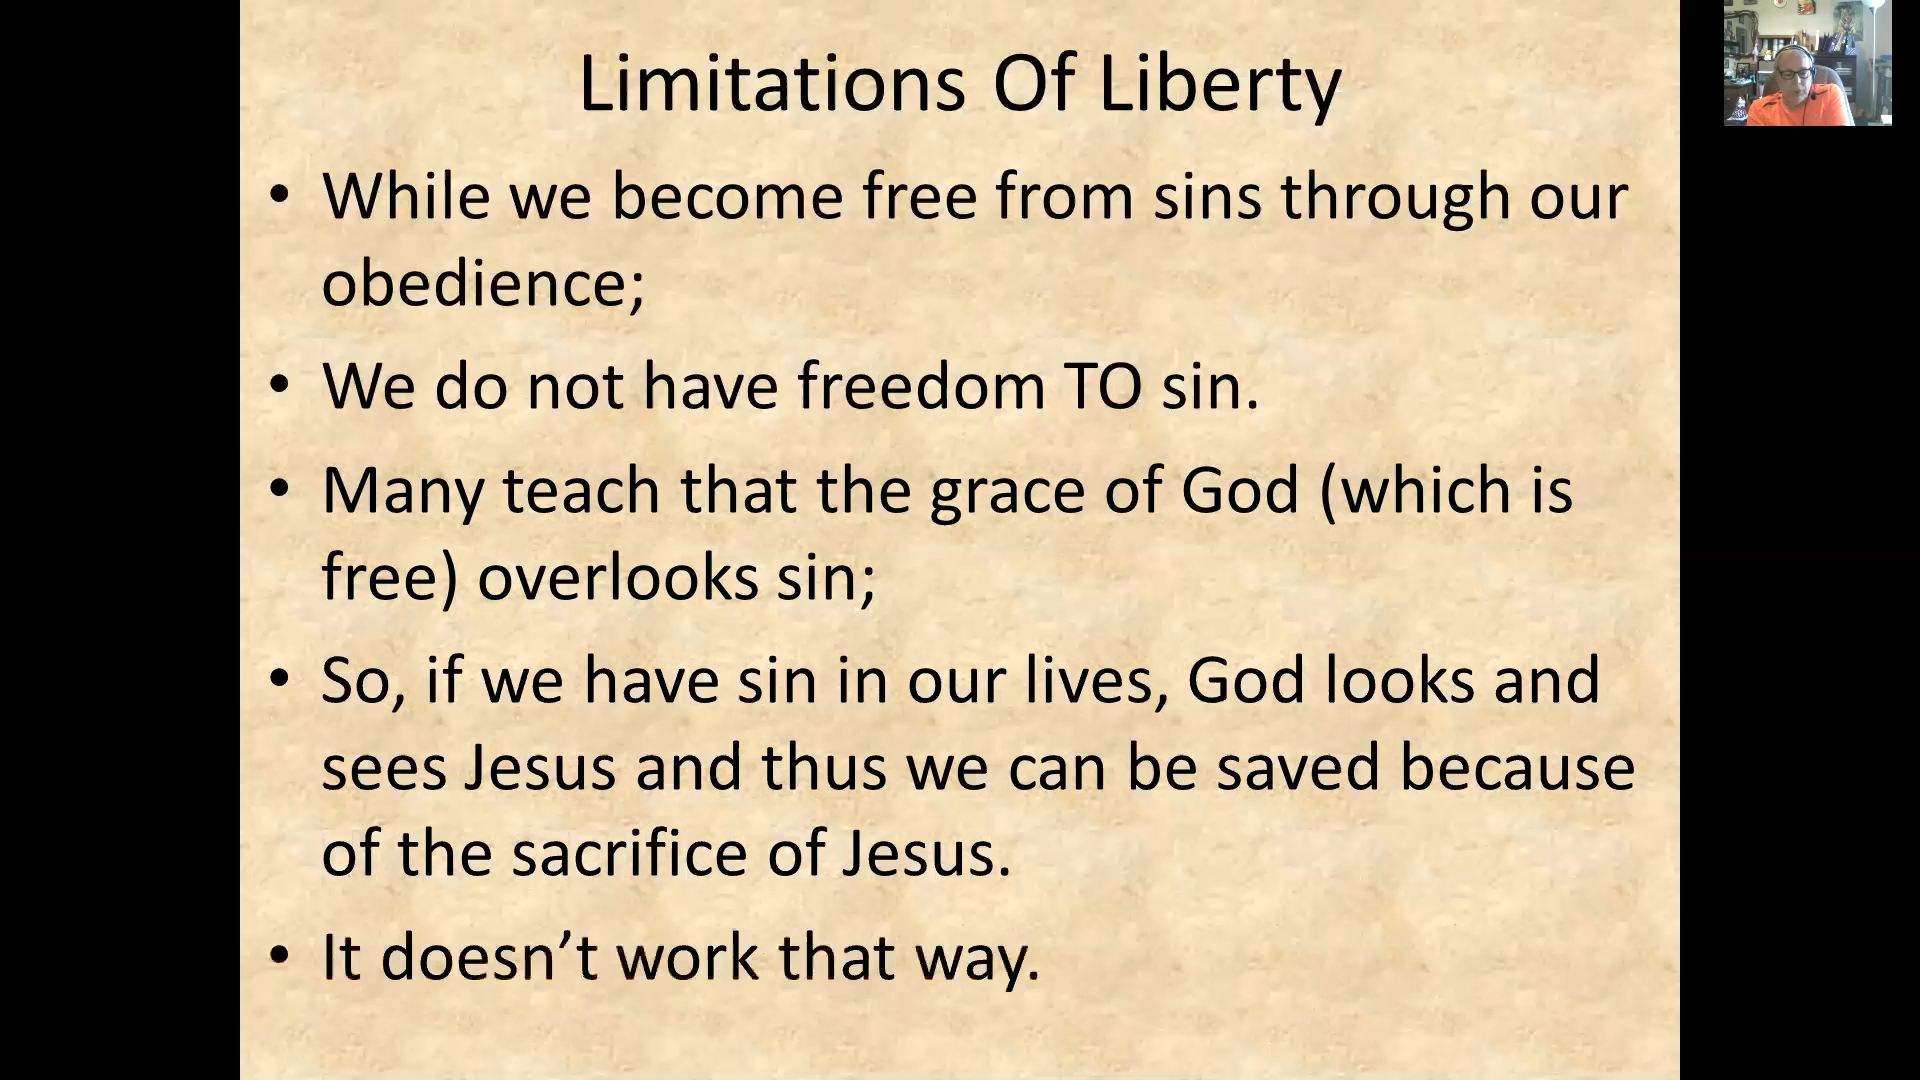 Limitations Of Liberty
• While we become free from sins through our
obedience;
• We do not have freedom TO sin.
• Many teach that the grace of God (which is
free) overlooks sin;
• So, if we have sin in our lives, God looks and
sees Jesus and thus we can be saved because
of the sacrifice of Jesus.
• It doesn’t work that way.